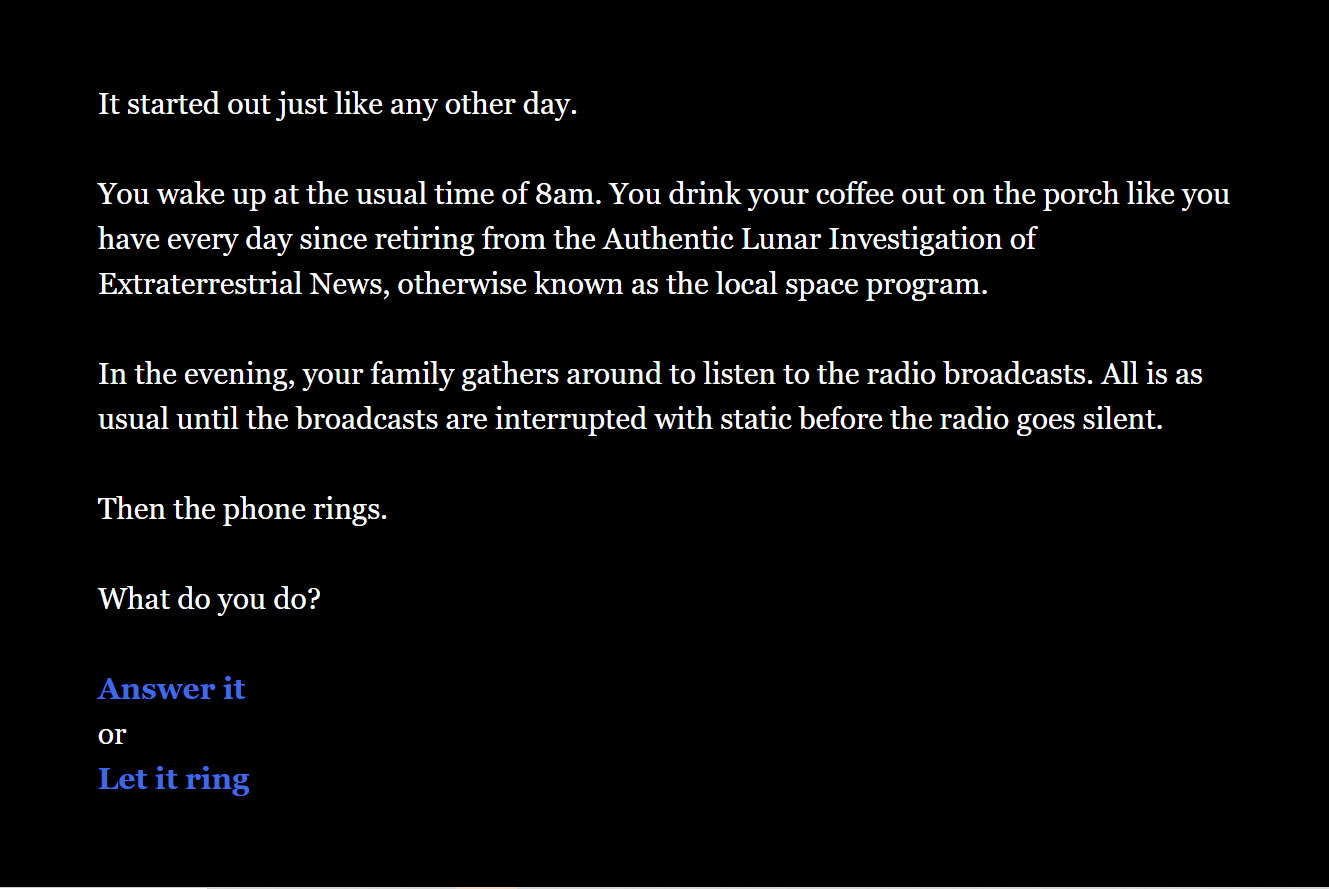 It started out just like any other day.
You wake up at the usual time of 8am. You drink your coffee out on the porch like you
have every day since retiring from the Authentic Lunar Investigation of
Extraterrestrial News, otherwise known as the local space program.
In the evening, your family gathers around to listen to the radio broadcasts. All is as
usual until the broadcasts are interrupted with static before the radio goes silent.
Then the phone rings.
What do you do?
Answer it
or
Let it ring